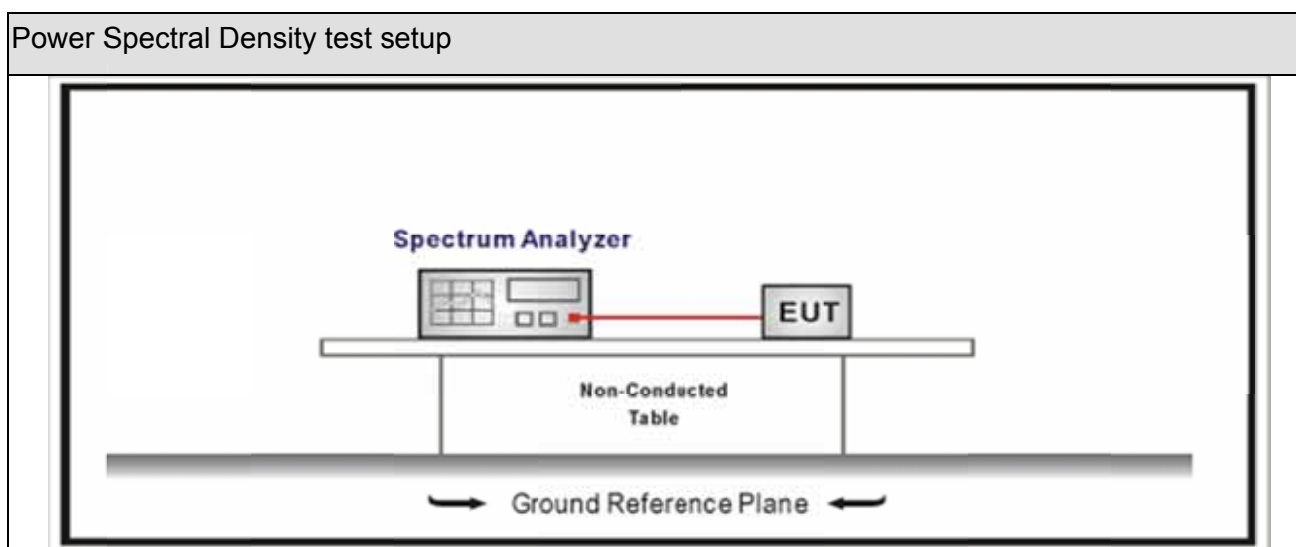 Power Spectral Density test setup
Spectrum Analyzer
EUT
Non-Conducted
Table
Ground Reference Plane